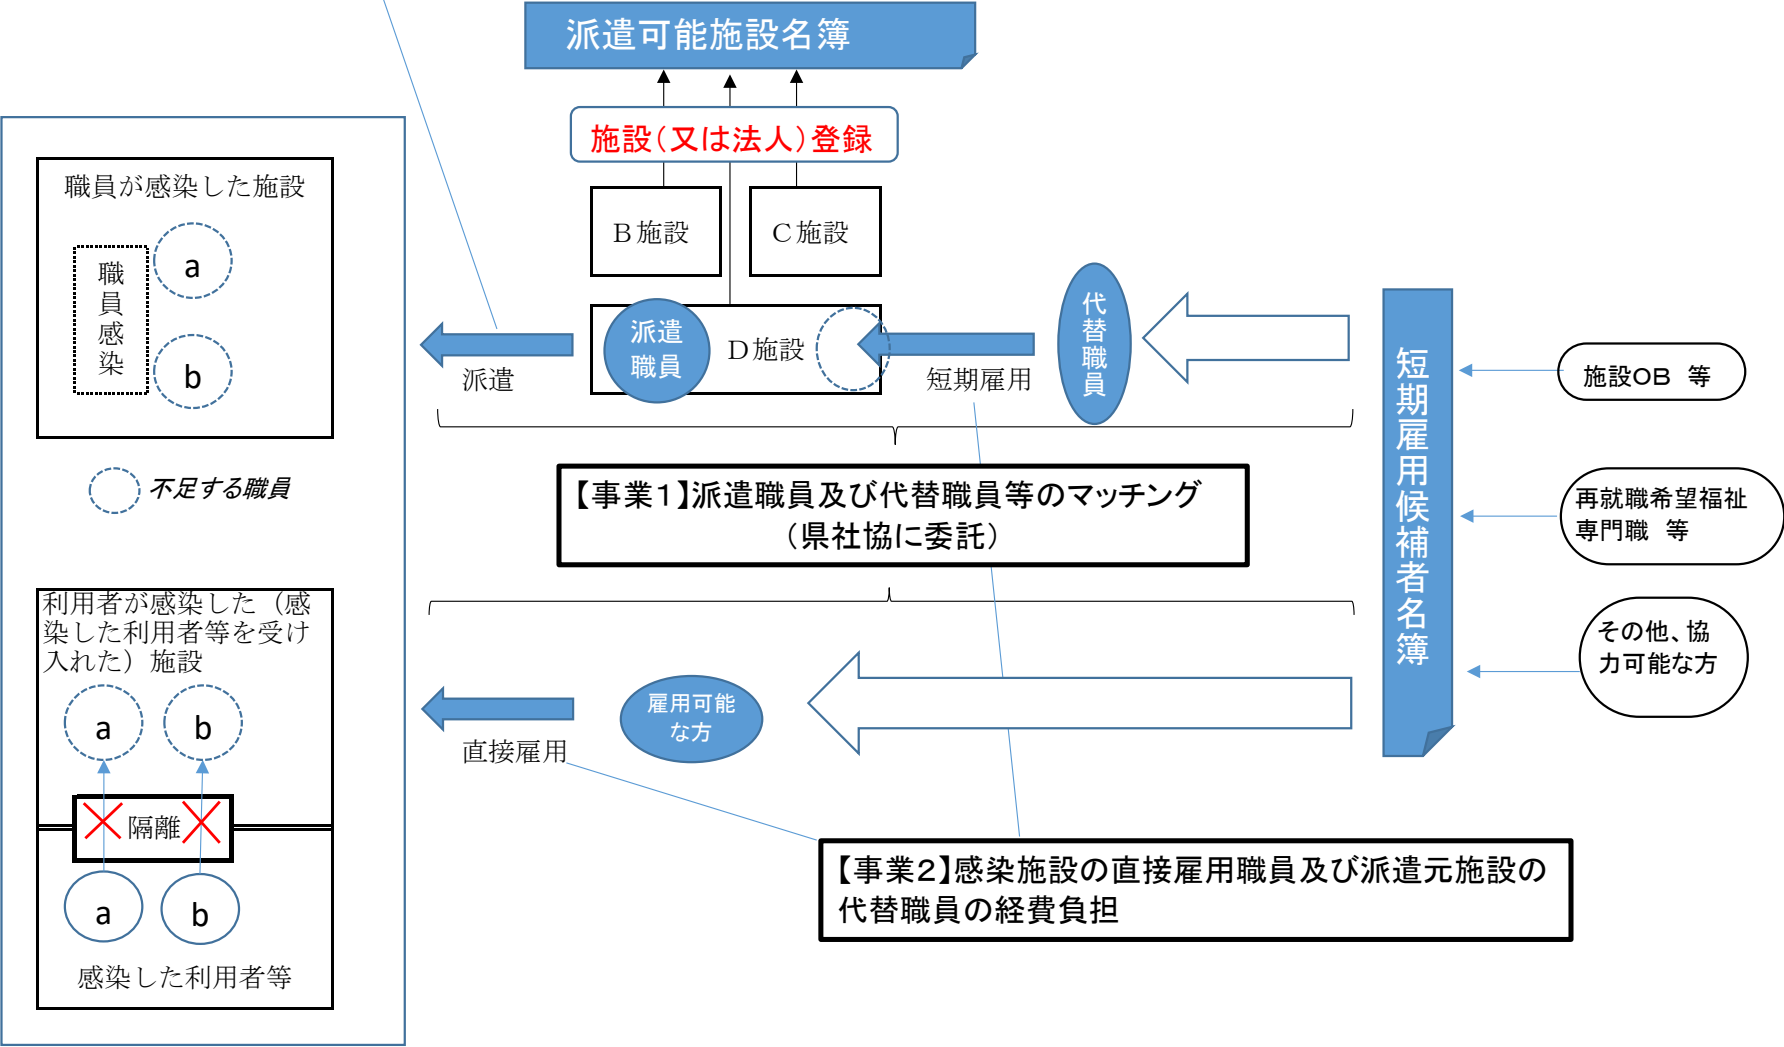 派遣可能施設名簿
施設(又は法人)登録
B施設
C施設
職員が感染した施設
職員感染
a
b
派遣
職員
D施設
派遣
短期雇用
代替職員
短期雇用候補者名簿
施設OB 等
再就職希望福祉
専門職 等
その他、協
力可能な方
不足する職員
【事業1】派遣職員及び代替職員等のマッチング
(県社協に委託)
利用者が感染した(感
染した利用者等を受け
入れた)施設
a
b
隔離
a
b
感染した利用者等
直接雇用
雇用可能
な方
【事業2】感染施設の直接雇用職員及び派遣元施設の
代替職員の経費負担